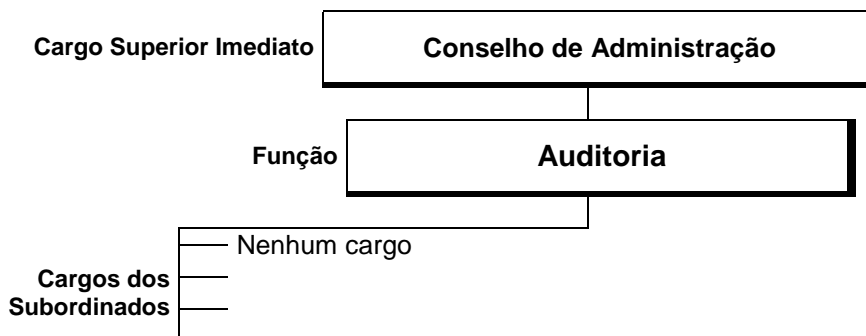 Cargo Superior Imediato
Conselho de Administração
Função
Auditoria
Nenhum cargo
Cargos dos
Subordinados